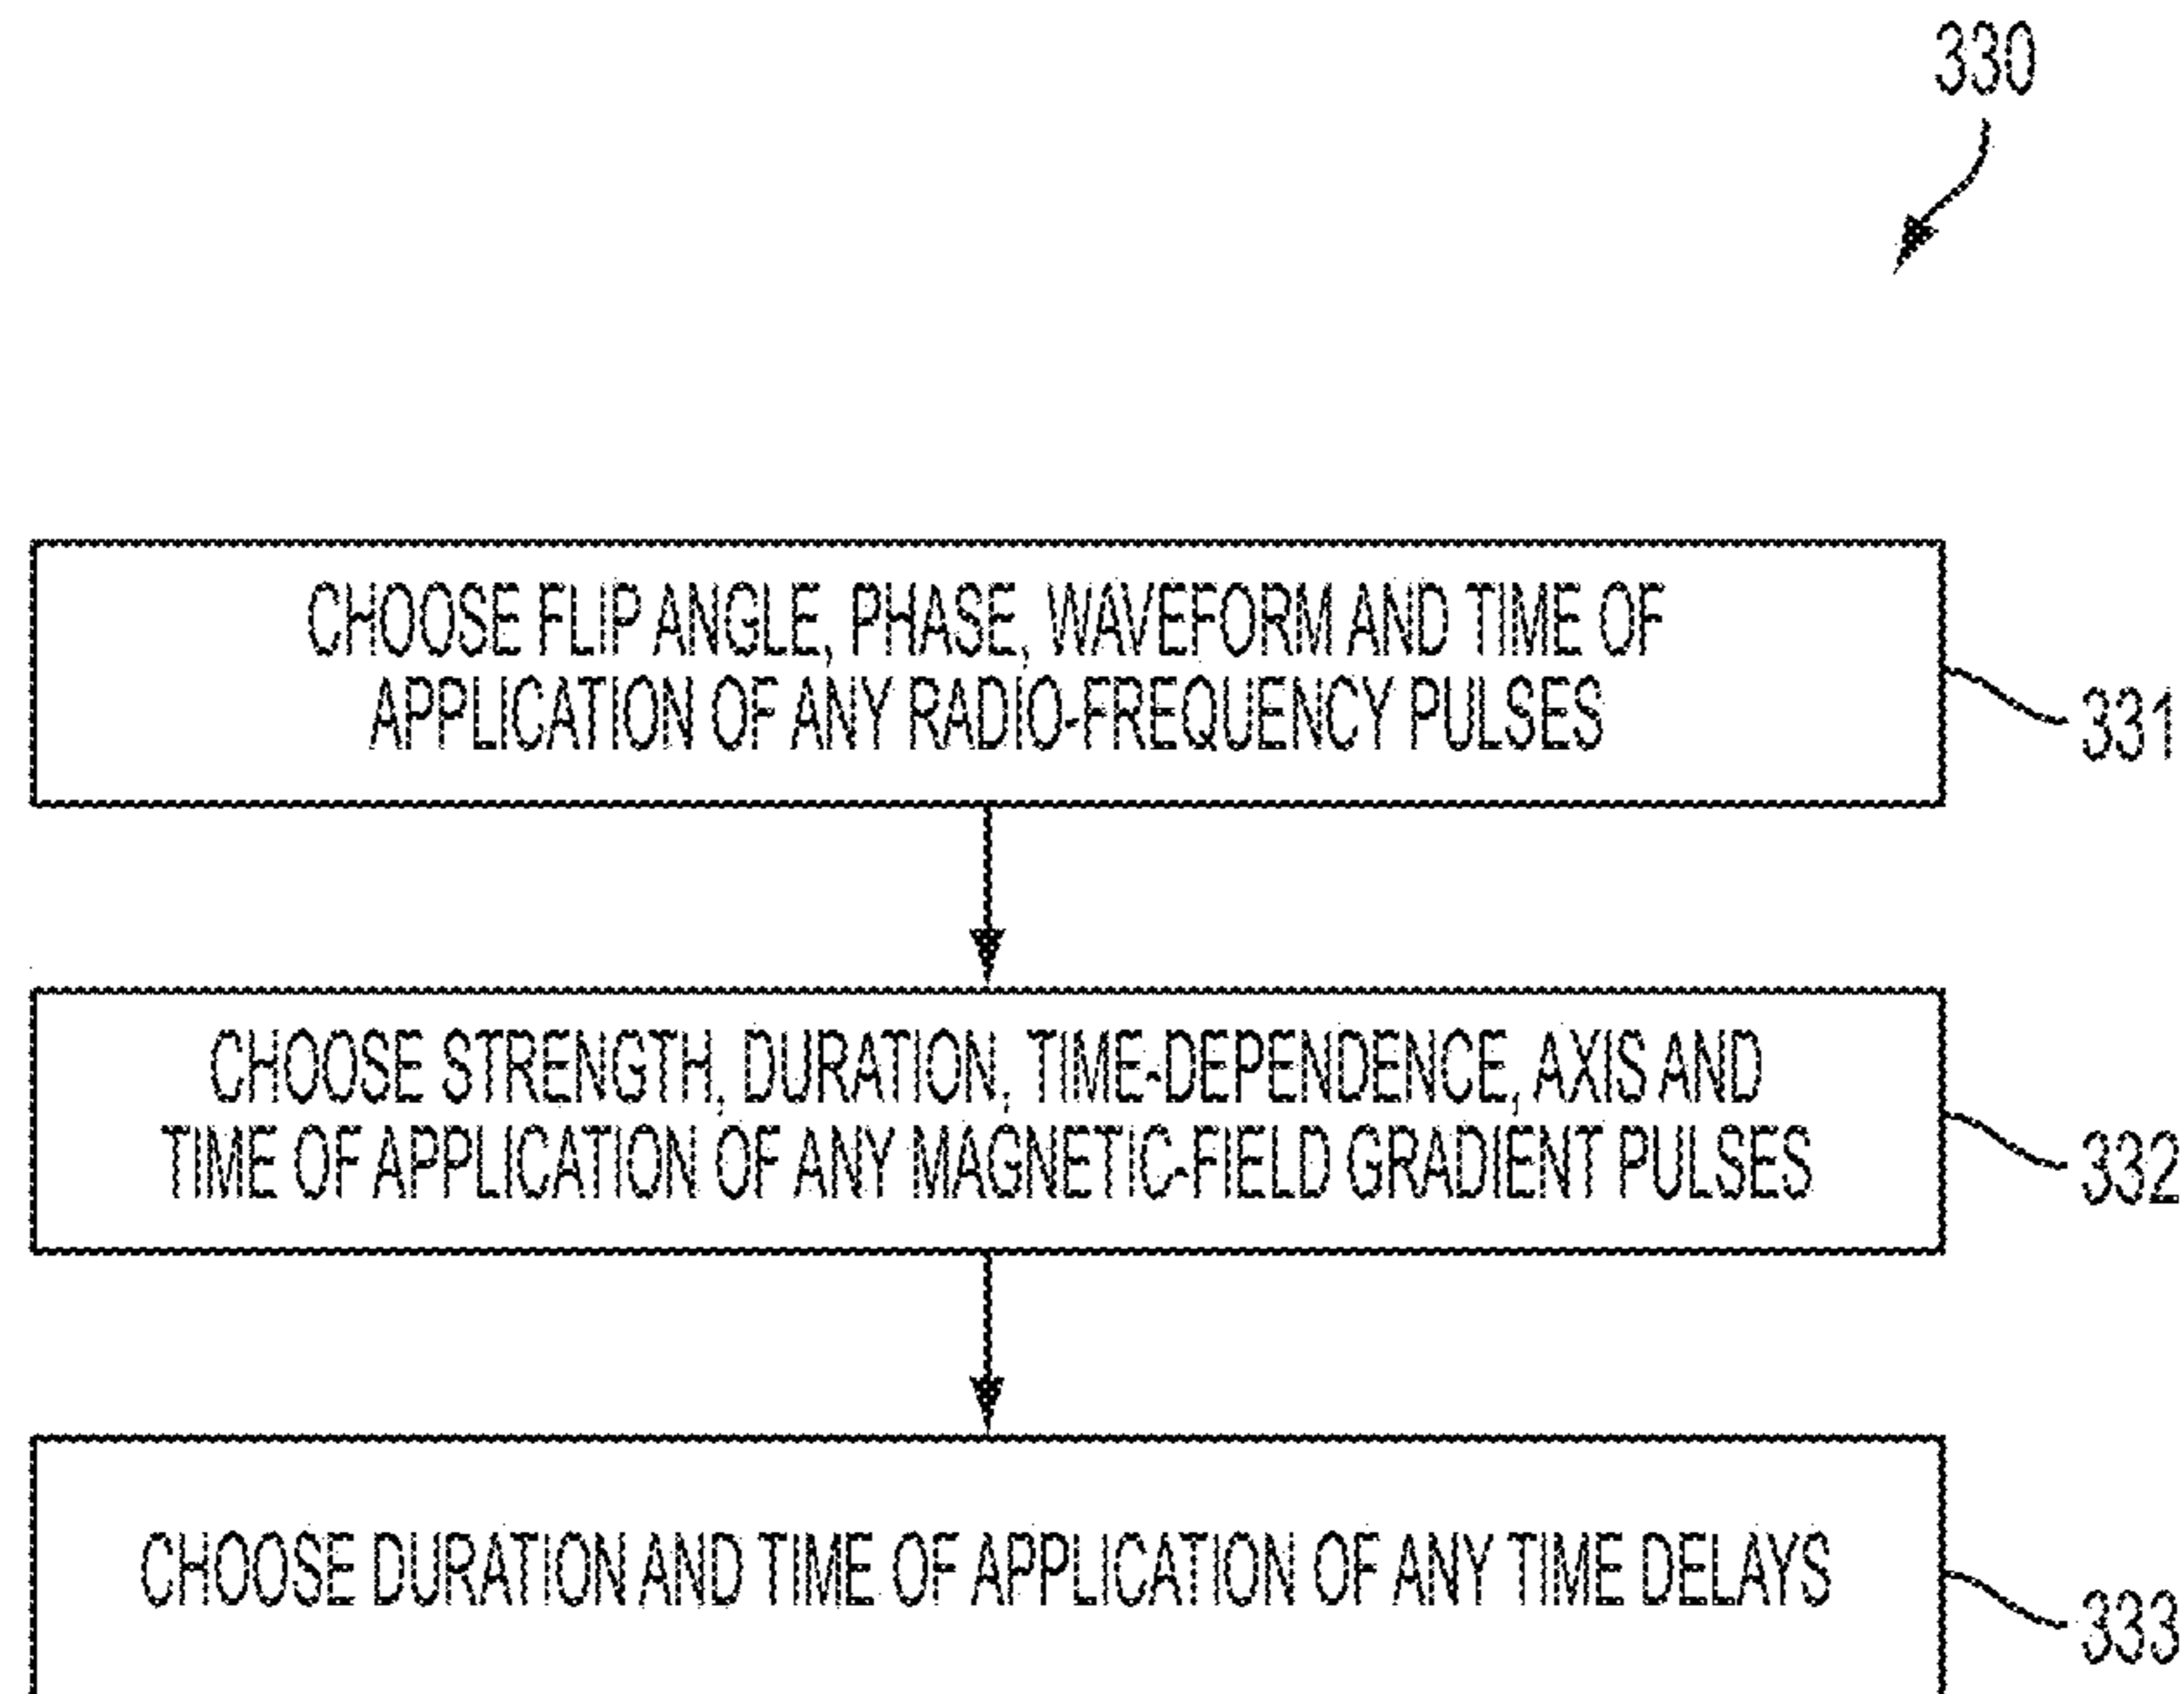 330
CHOOSE FLIP ANGLE, PHASE, WAVEFORM AND TIME OF
APPLICATION OF ANY RADIO-FREQUENCY PULSES
331
CHOOSE STRENGTH, DURATION, TIME-DEPENDENCE, AXIS AND
TIME OF APPLICATION OF ANY MAGNETIC-FIELD GRADIENT PULSES
332
CHOOSE DURATION AND TIME OF APPLICATION OF ANY TIME DELAYS
333